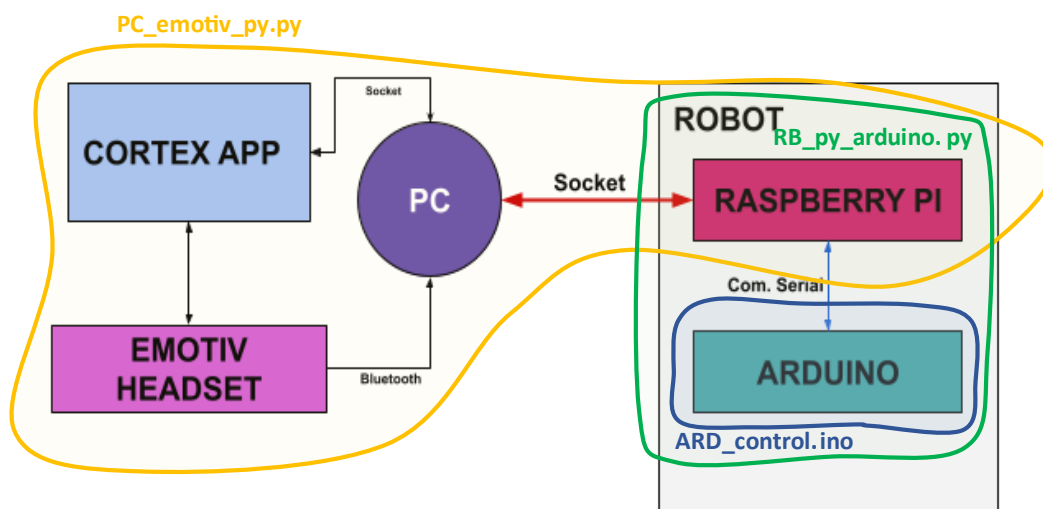 PC_emotiv_py.py
Socket
CORTEX APP
PC
Socket
ROBOT
RB_py_arduino. py
RASPBERRY PI
Com. Serial
EMOTIV
HEADSET
Bluetooth
ARDUINO
ARD_control.ino